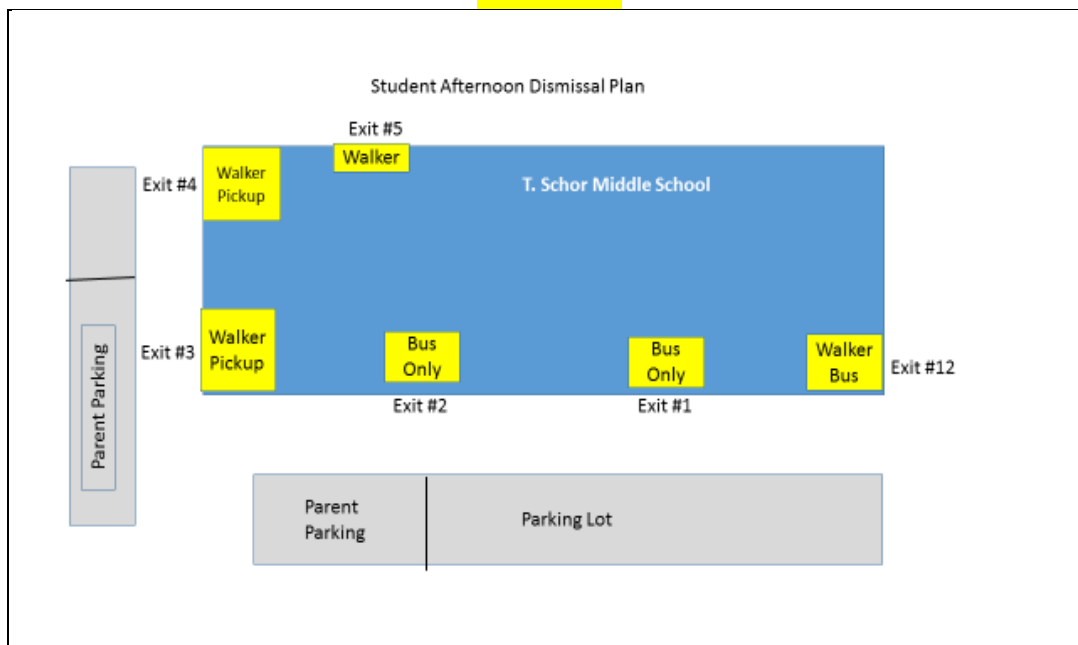 Student Afternoon Dismissal Plan
Exit #5
Walker
Exit #4
Walker
Pickup
T. Schor Middle School
Exit #3
Walker
Pickup
Bus
Only
Bus
Only
Walker
Bus
Exit #12
Exit #2
Exit #1
Parent Parking
Parent
Parking
Parking Lot